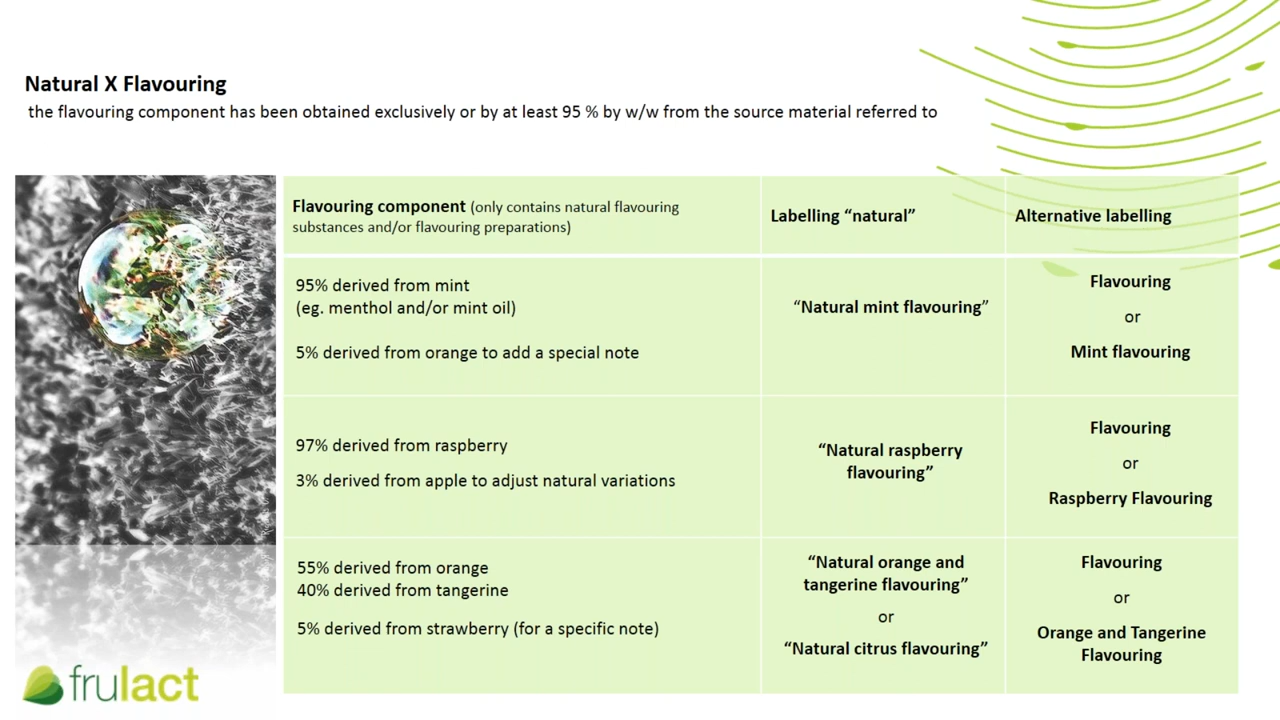 Natural X Flavouring
the flavouring component has been obtained exclusively or by at least 95 % by w/w from the source material referred to
Flavouring component (only contains natural flavouring
substances and/or flavouring preparations)
Labelling “natural”
Alternative labelling
95% derived from mint
(eg. menthol and/or mint oil)
5% derived from orange to add a special note
“Natural mint flavouring”
Flavouring
or
Mint flavouring
97% derived from raspberry
3% derived from apple to adjust natural variations
“Natural raspberry
flavouring”
Flavouring
or
Raspberry Flavouring
55% derived from orange
40% derived from tangerine
5% derived from strawberry (for a specific note)
“Natural orange and
tangerine flavouring”
or
“Natural citrus flavouring”
Flavouring
or
Orange and Tangerine
Flavouring
frulact